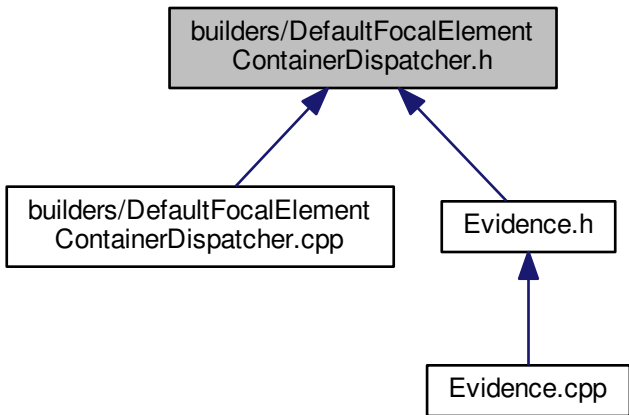 builders/DefaultFocalElement
ContainerDispatcher.h
builders/DefaultFocalElement
ContainerDispatcher.cpp
Evidence.h
Evidence.cpp